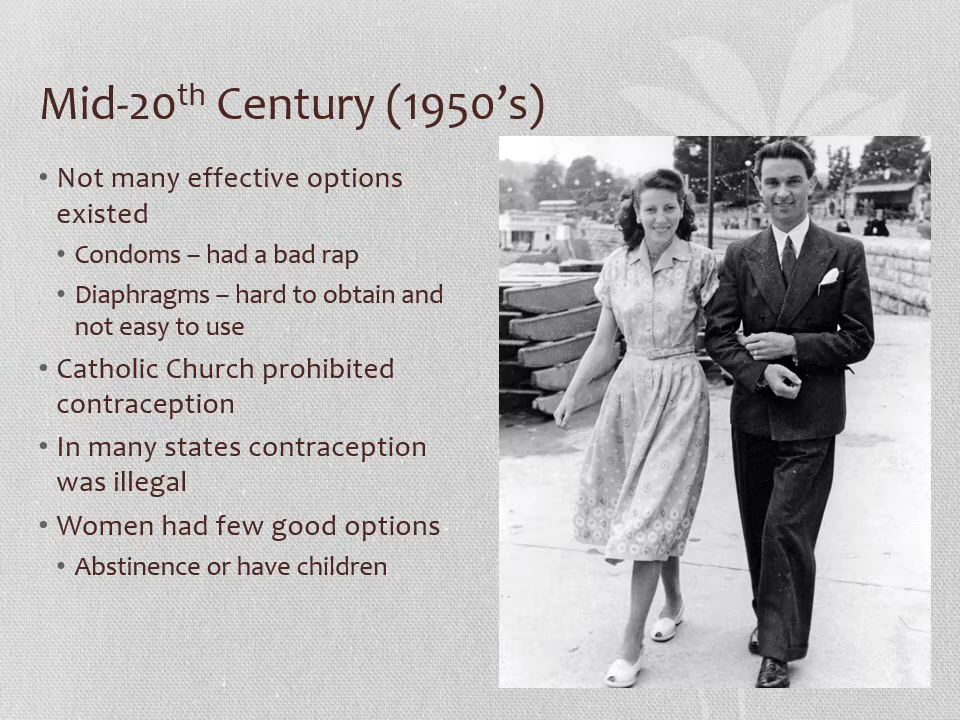 Mid-20th Century (1950's)
• Not many effective options
existed
• Condoms – had a bad rap
• Diaphragms – hard to obtain and
not easy to use
• Catholic Church prohibited
contraception
• In many states contraception
was illegal
• Women had few good options
• Abstinence or have children